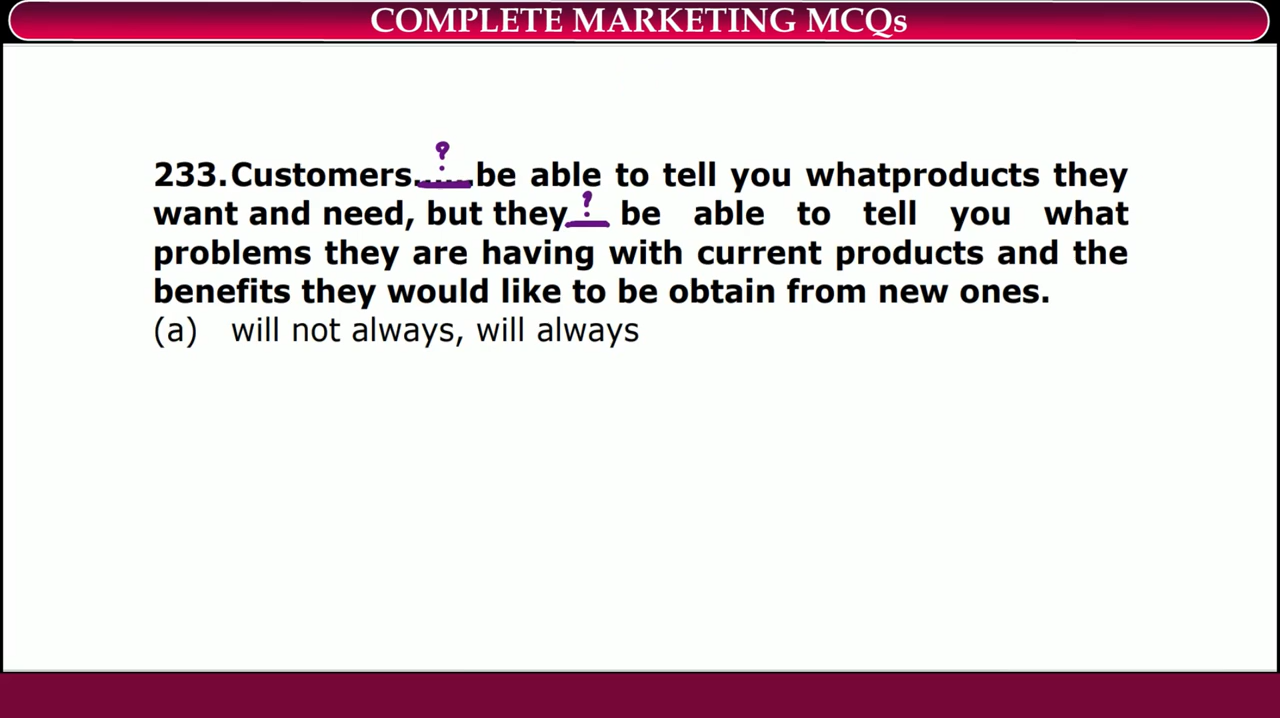 COMPLETE MARKETING MCQs
? ?
233.Customers......be able to tell you whatproducts they
want and need, but they__ be able to tell you what
problems they are having with current products and the
benefits they would like to be obtain from new ones.
(a) will not always, will always